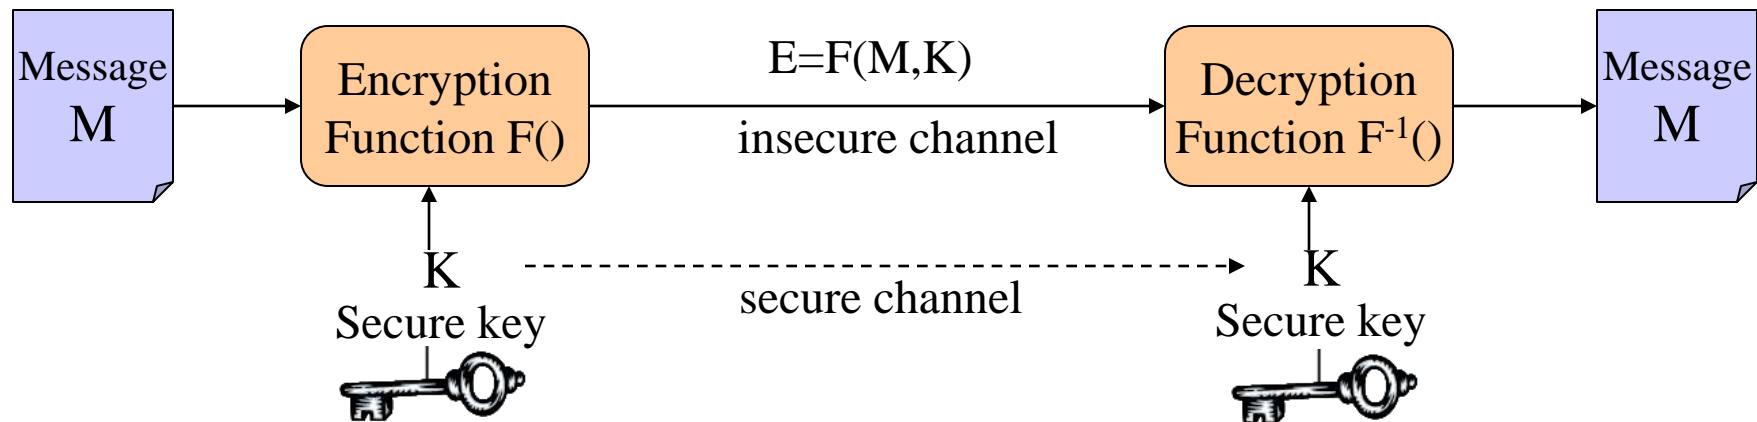 Message
M
Encryption
Function F()
E=F(M,K)
insecure channel
Decryption
Function F⁻¹()
Message
M
K
Secure key
secure channel
K
Secure key